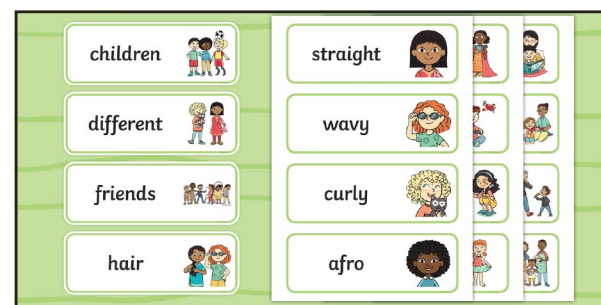 children
different
friends
hair
straight
wavy
curly
afro